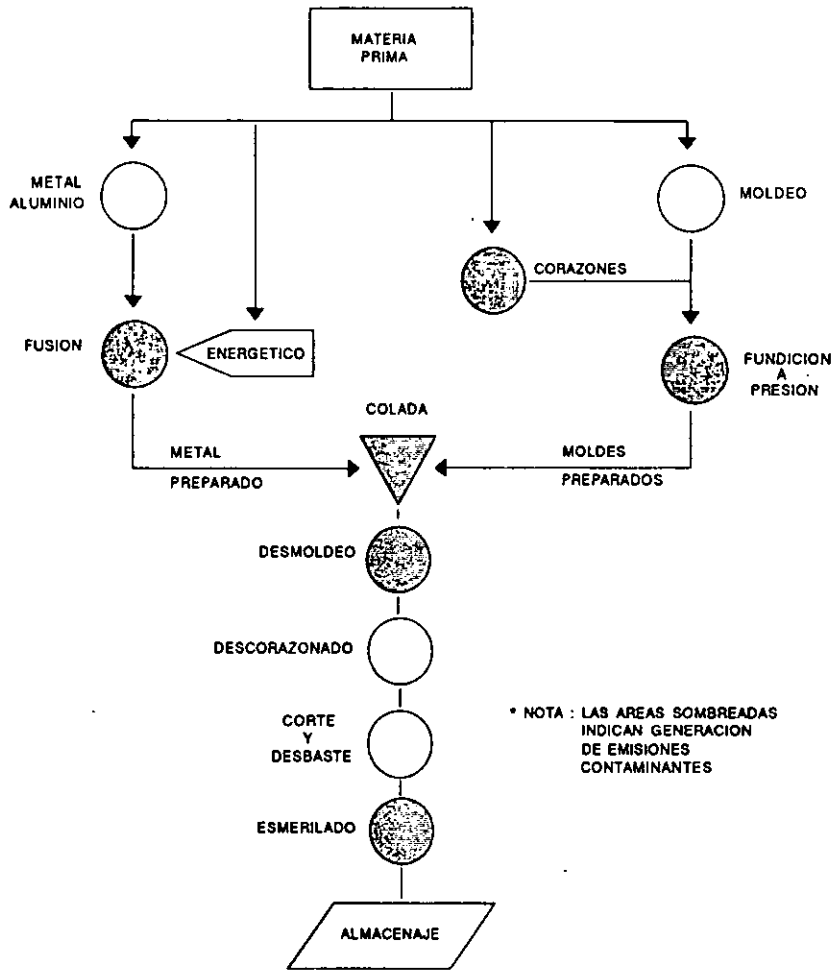 MATERIA
PRIMA
METAL
ALUMINIO
MOLDEO
CORAZONES
FUSION
ENERGETICO
FUNDICION
A
PRESION
COLADA
METAL
PREPARADO
MOLDES
PREPARADOS
DESMOLDEO
DESCORAZONADO
CORTE
Y
DESBASTE
* NOTA : LAS AREAS SOMBREADAS
INDICAN GENERACION
DE EMISIONES
CONTAMINANTES
ESMERILADO
ALMACENAJE